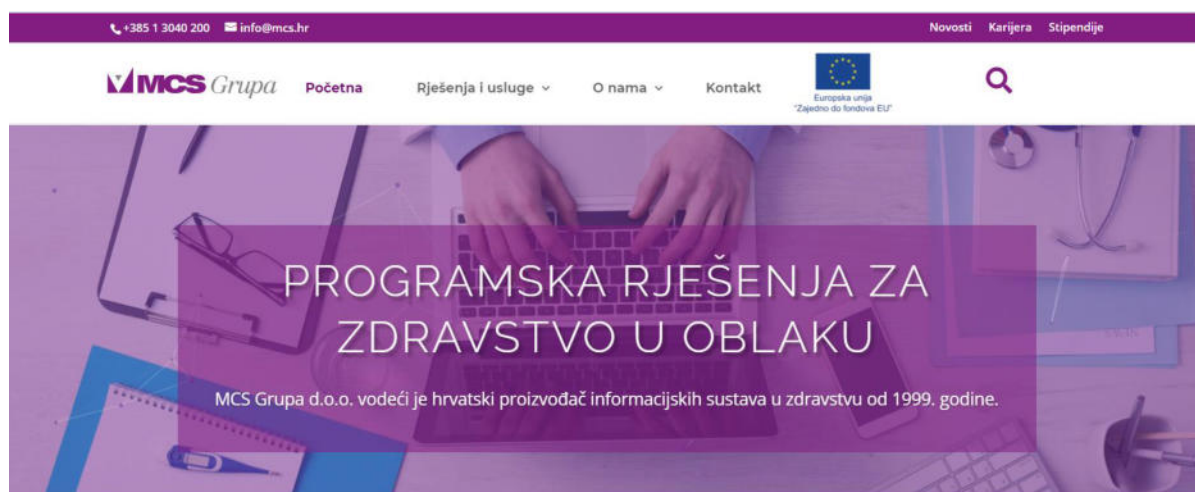 +385 1 3040 200 info@mcs.hr Novosti Karijera Stipendije
MCS Grupa Početna Rješenja i usluge O nama Kontakt
Europska unija
"Zajedno do fondova EU"
PROGRAMSKA RJEŠENJA ZA
ZDRAVSTVO U OBLAKU
MCS Grupa d.o.o. vodeći je hrvatski proizvođač informacijskih sustava u zdravstvu od 1999. godine.